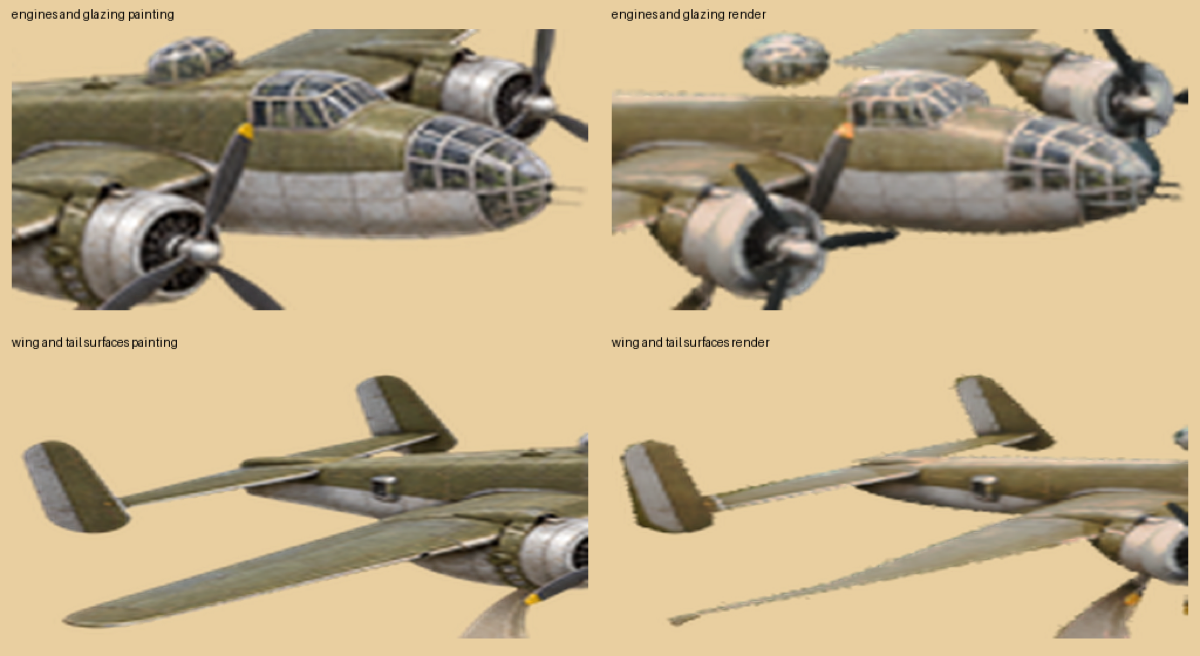 engines and glazing painting
engines and glazing render
wing and tail surfaces painting
wing and tail surfaces render